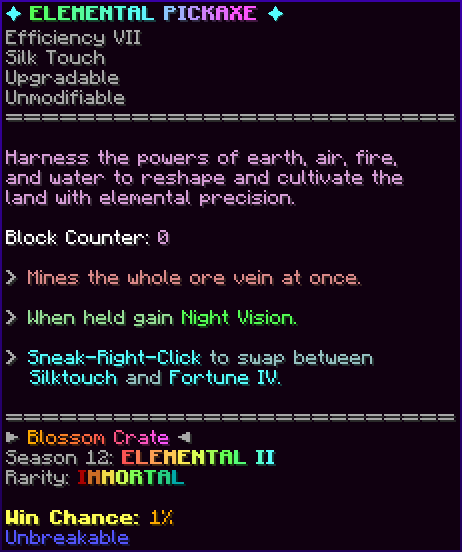 ✦ ELEMENTAL PICKAXE ✦
Efficiency VII
Silk Touch
Upgradable
Unmodifiable
==================================
Harness the powers of earth, air, fire,
and water to reshape and cultivate the
land with elemental precision.
Block Counter: 0
> Mines the whole ore vein at once.
> When held gain Night Vision.
> Sneak-Right-Click to swap between
Silktouch and Fortune IV.
==================================
► Blossom Crate ◄
Season 12: ELEMENTAL II
Rarity: IMMORTAL
Win Chance: 1%
Unbreakable